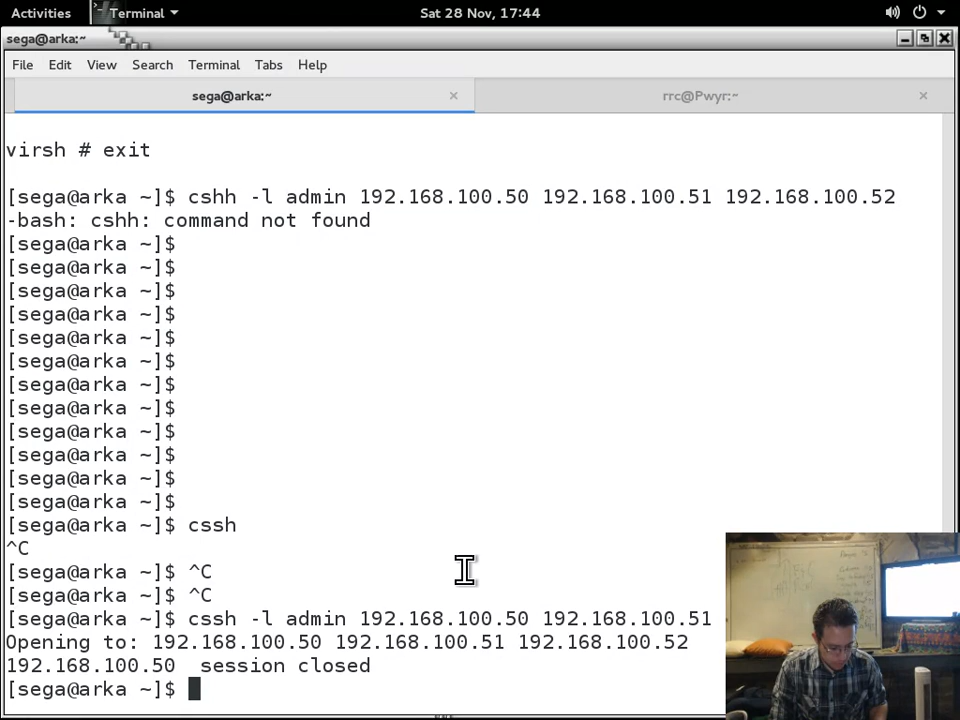 Activities Terminal Sat 28 Nov, 17:44
sega@arka:~
File Edit View Search Terminal Tabs Help
sega@arka:~ × rrc@Pwyr:~ ×
virsh # exit
[sega@arka ~]$ cshh -l admin 192.168.100.50 192.168.100.51 192.168.100.52
-bash: cshh: command not found
[sega@arka ~]$
[sega@arka ~]$
[sega@arka ~]$
[sega@arka ~]$
[sega@arka ~]$
[sega@arka ~]$
[sega@arka ~]$
[sega@arka ~]$
[sega@arka ~]$
[sega@arka ~]$
[sega@arka ~]$
[sega@arka ~]$
[sega@arka ~]$ cssh
^C
[sega@arka ~]$ ^C
[sega@arka ~]$ ^C
[sega@arka ~]$ cssh -l admin 192.168.100.50 192.168.100.51
Opening to: 192.168.100.50 192.168.100.51 192.168.100.52
192.168.100.50 session closed
[sega@arka ~]$